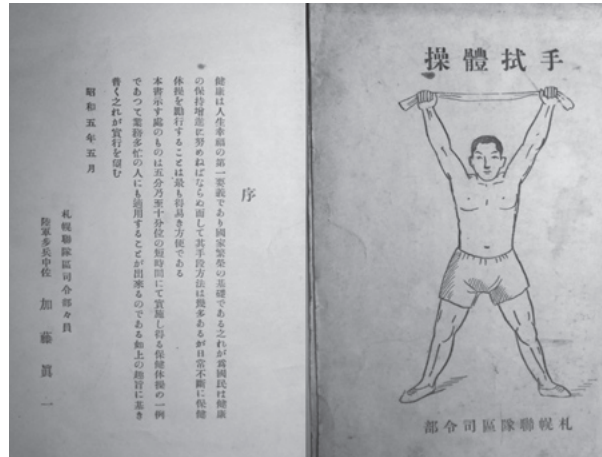 手拭體操
札幌聯隊區司令部
序
健康は人生幸福の第一要義であり國家繁榮の基礎である之れが爲國民は健康
の保持增進に努めねばならぬ而して其手段方法は幾多あるが日常不斷に保健
体操を勵行することは最も得易き方便である
本書示す處のものは五分乃至十分位の短時間にて實施し得る保健体操の一例
であつて業務多忙の人にも適用することが出來るのである如上の趣旨に基き
普く之れが實行を望む
昭和五年五月
札幌聯隊區司令部々員
陸軍步兵中佐 加藤眞一